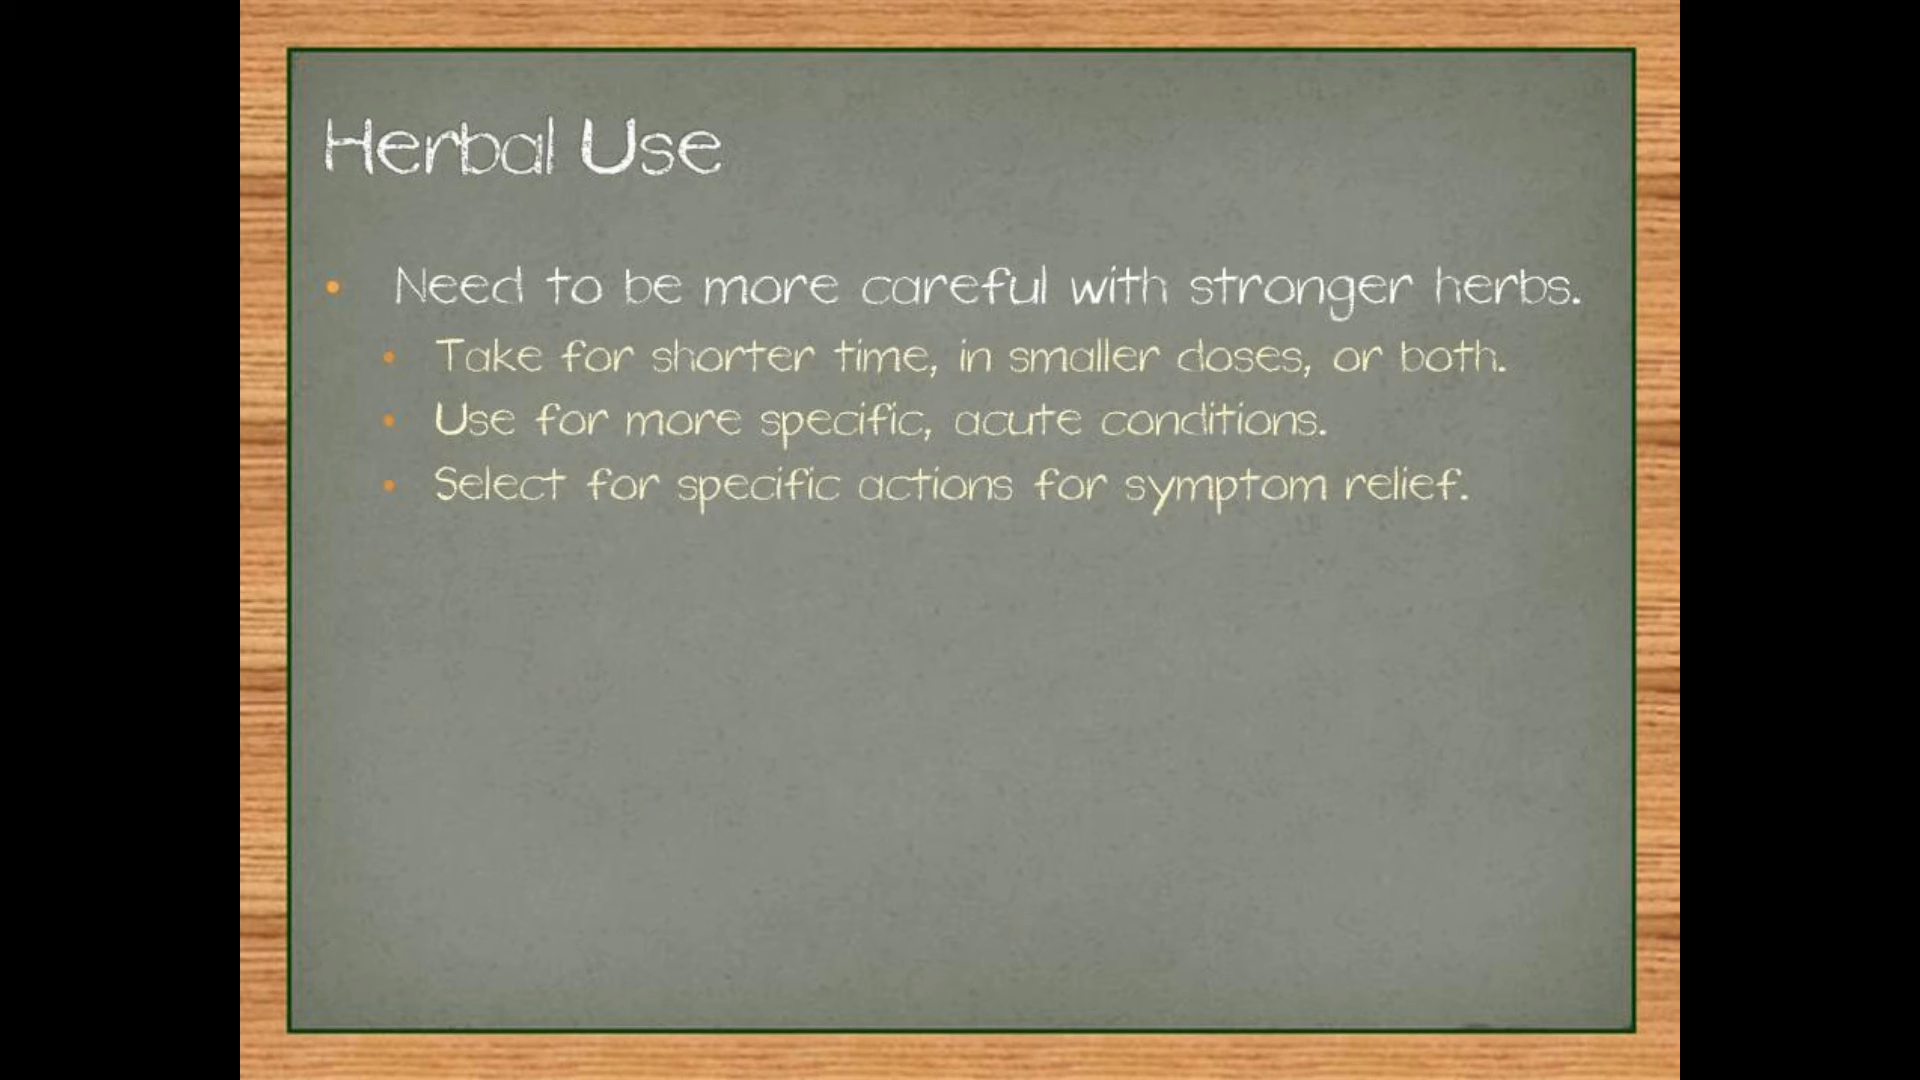 Herbal Use
• Need to be more careful with stronger herbs.
• Take for shorter time, in smaller doses, or both.
• Use for more specific, acute conditions.
• Select for specific actions for symptom relief.